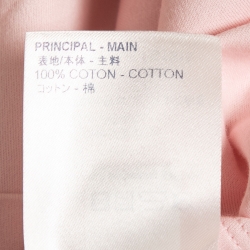 PRINCIPAL - MAIN
表地/本体 - 主料
100% COTON - COTTON
コットン - 棉